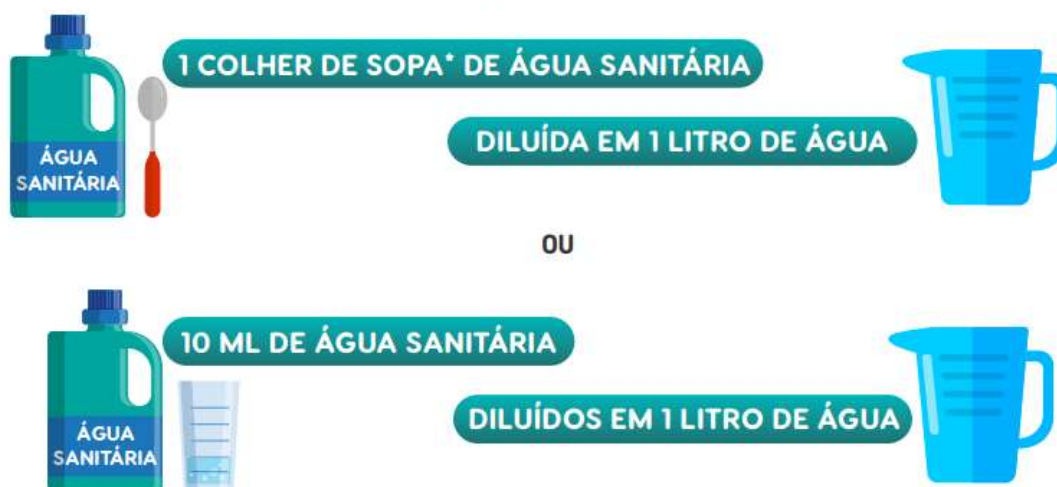 1 COLHER DE SOPA* DE ÁGUA SANITÁRIA
DILUÍDA EM 1 LITRO DE ÁGUA
ÁGUA
SANITÁRIA
OU
10 ML DE ÁGUA SANITÁRIA
DILUÍDOS EM 1 LITRO DE ÁGUA
ÁGUA
SANITÁRIA